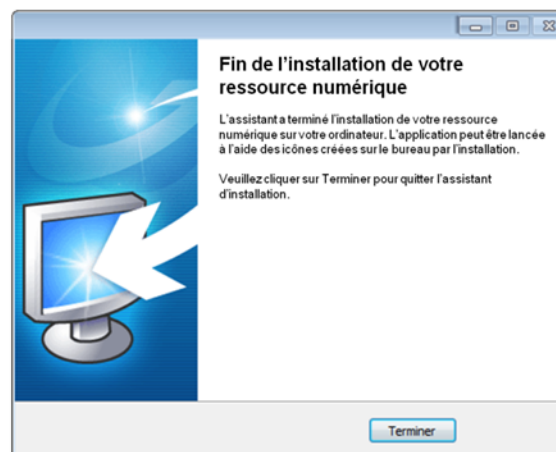 Fin de l'installation de votre
ressource numérique
L'assistant a terminé l'installation de votre ressource
numérique sur votre ordinateur. L'application peut être lancée
à l'aide des icônes créées sur le bureau par l'installation.
Veuillez cliquer sur Terminer pour quitter l'assistant
d'installation.
Terminer